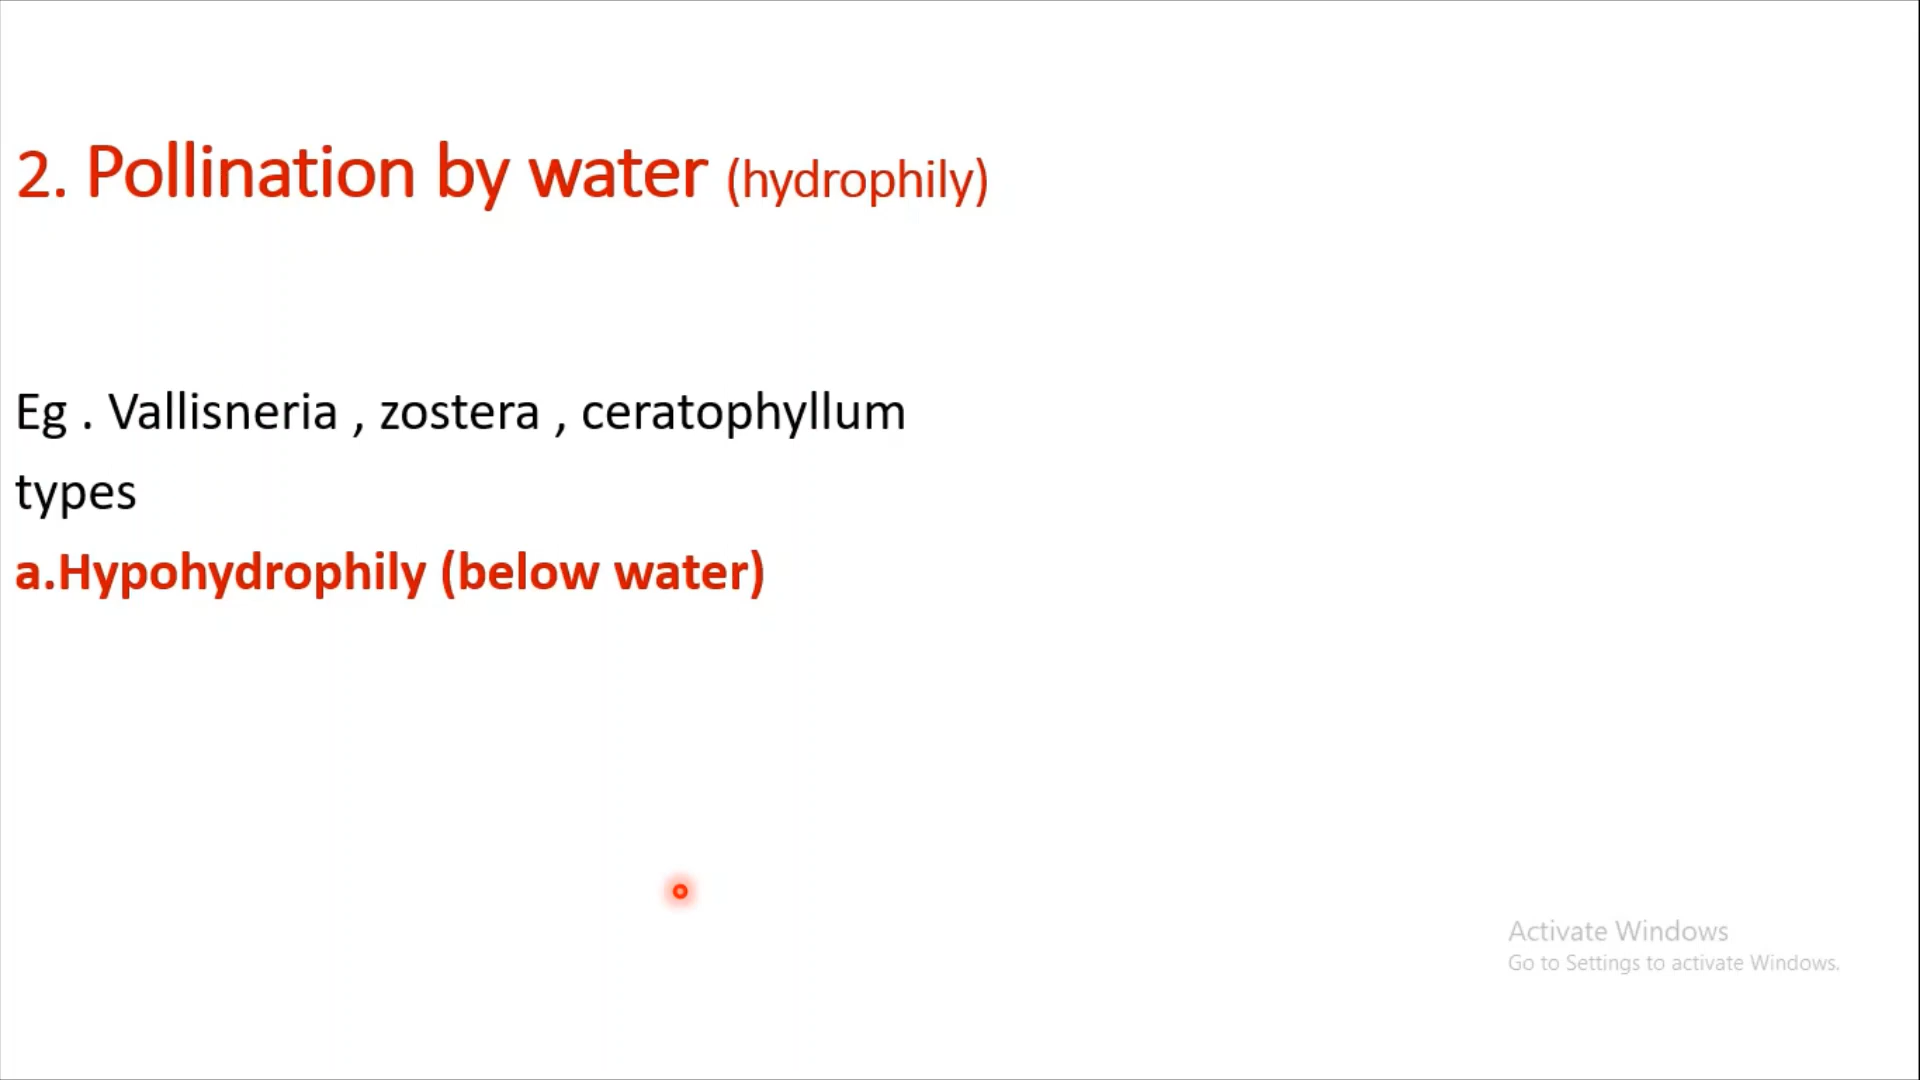 2. Pollination by water (hydrophily)
Eg . Vallisneria , zostera , ceratophyllum
types
a.Hypohydrophily (below water)
Activate Windows
Go to Settings to activate Windows.